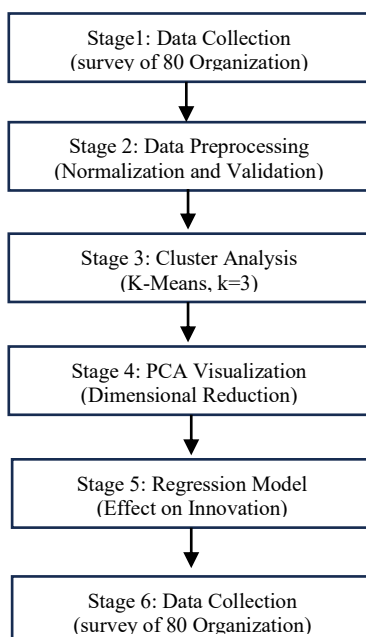 Stage1: Data Collection
(survey of 80 Organization)
Stage 2: Data Preprocessing
(Normalization and Validation)
Stage 3: Cluster Analysis
(K-Means, k=3)
Stage 4: PCA Visualization
(Dimensional Reduction)
Stage 5: Regression Model
(Effect on Innovation)
Stage 6: Data Collection
(survey of 80 Organization)